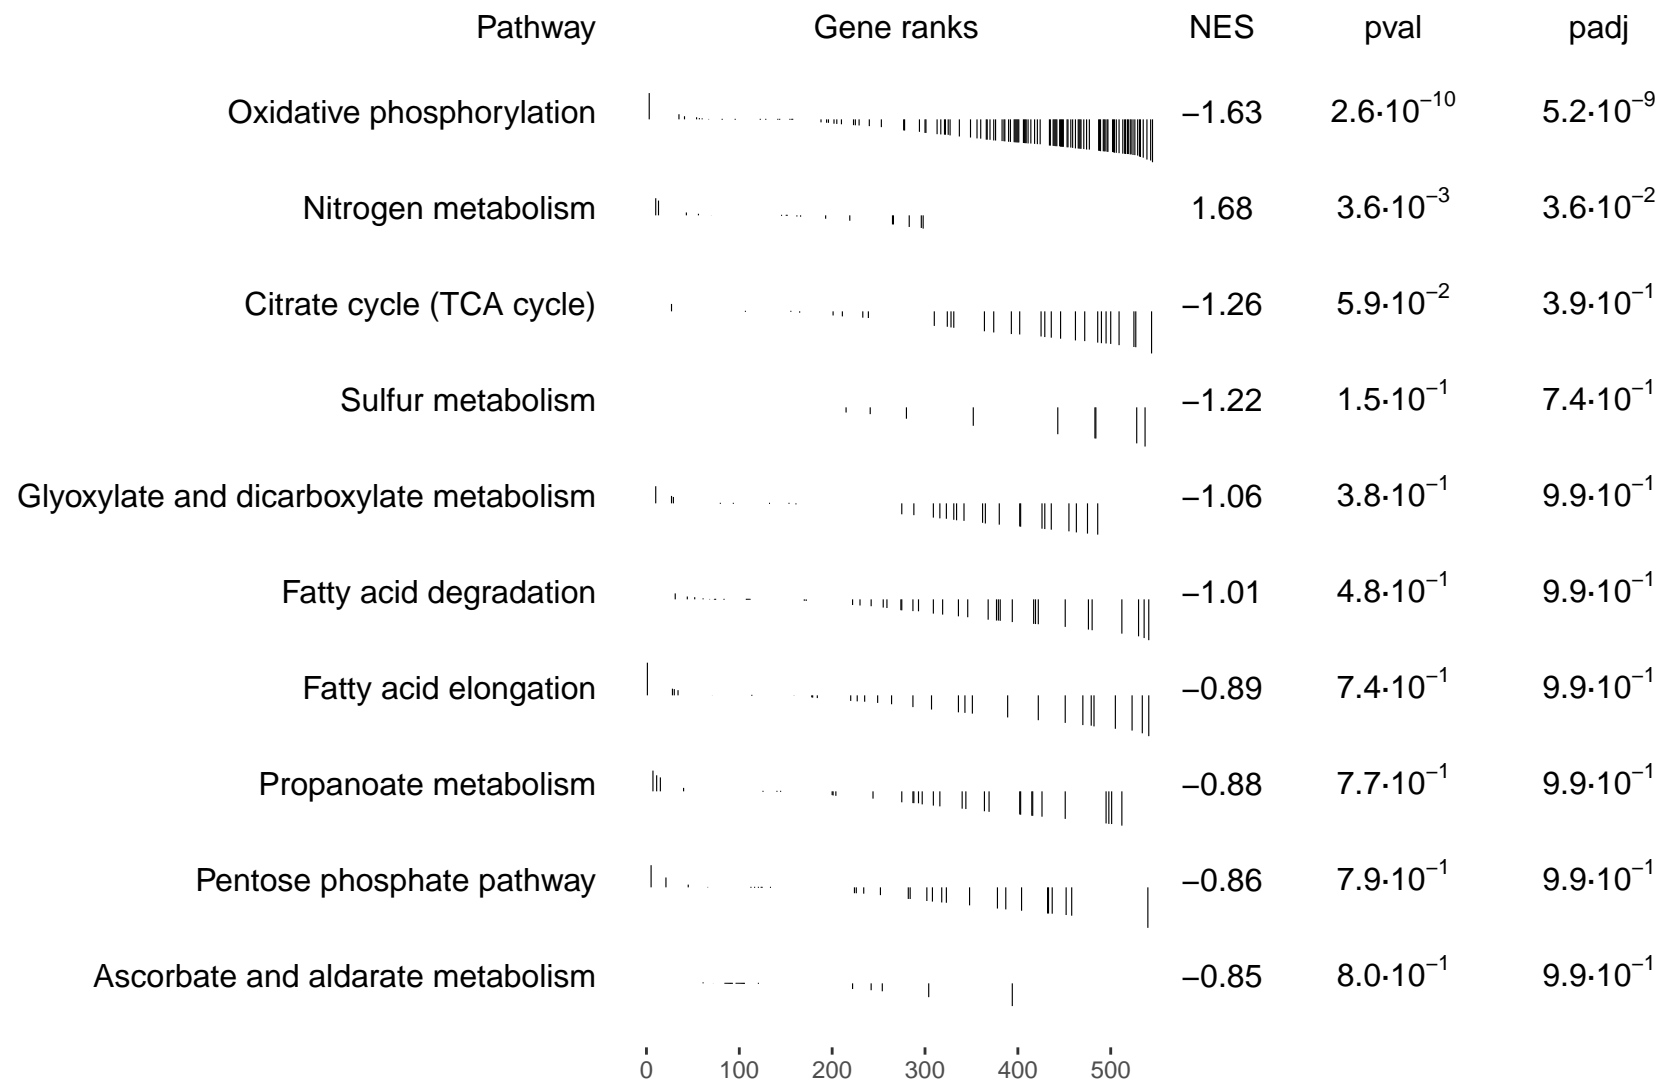 Pathway Gene ranks NES pval padj
Oxidative phosphorylation −1.63 2.6·10⁻¹⁰ 5.2·10⁻⁹
Nitrogen metabolism 1.68 3.6·10⁻³ 3.6·10⁻²
Citrate cycle (TCA cycle) −1.26 5.9·10⁻² 3.9·10⁻¹
Sulfur metabolism −1.22 1.5·10⁻¹ 7.4·10⁻¹
Glyoxylate and dicarboxylate metabolism −1.06 3.8·10⁻¹ 9.9·10⁻¹
Fatty acid degradation −1.01 4.8·10⁻¹ 9.9·10⁻¹
Fatty acid elongation −0.89 7.4·10⁻¹ 9.9·10⁻¹
Propanoate metabolism −0.88 7.7·10⁻¹ 9.9·10⁻¹
Pentose phosphate pathway −0.86 7.9·10⁻¹ 9.9·10⁻¹
Ascorbate and aldarate metabolism −0.85 8.0·10⁻¹ 9.9·10⁻¹
0 100 200 300 400 500